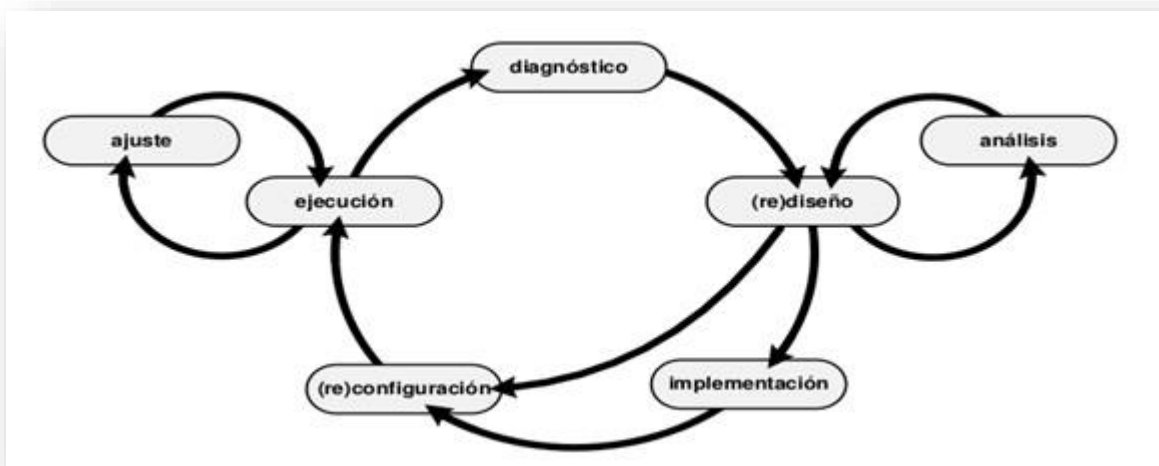 diagnóstico
ajuste
análisis
ejecución
(re)diseño
(re)configuración
implementación